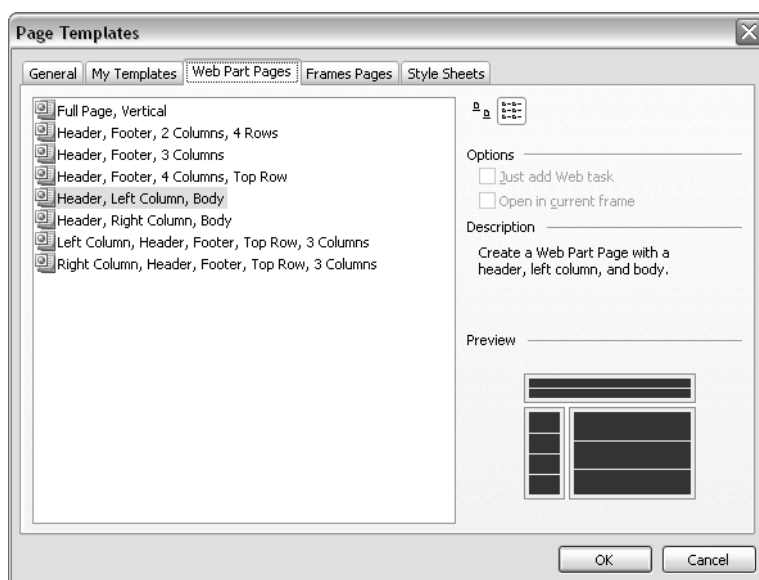 Page Templates
General My Templates Web Part Pages Frames Pages Style Sheets
Full Page, Vertical
Header, Footer, 2 Columns, 4 Rows
Header, Footer, 3 Columns
Header, Footer, 4 Columns, Top Row
Header, Left Column, Body
Header, Right Column, Body
Left Column, Header, Footer, Top Row, 3 Columns
Right Column, Header, Footer, Top Row, 3 Columns
Options
Just add Web task
Open in current frame
Description
Create a Web Part Page with a
header, left column, and body.
Preview
OK Cancel